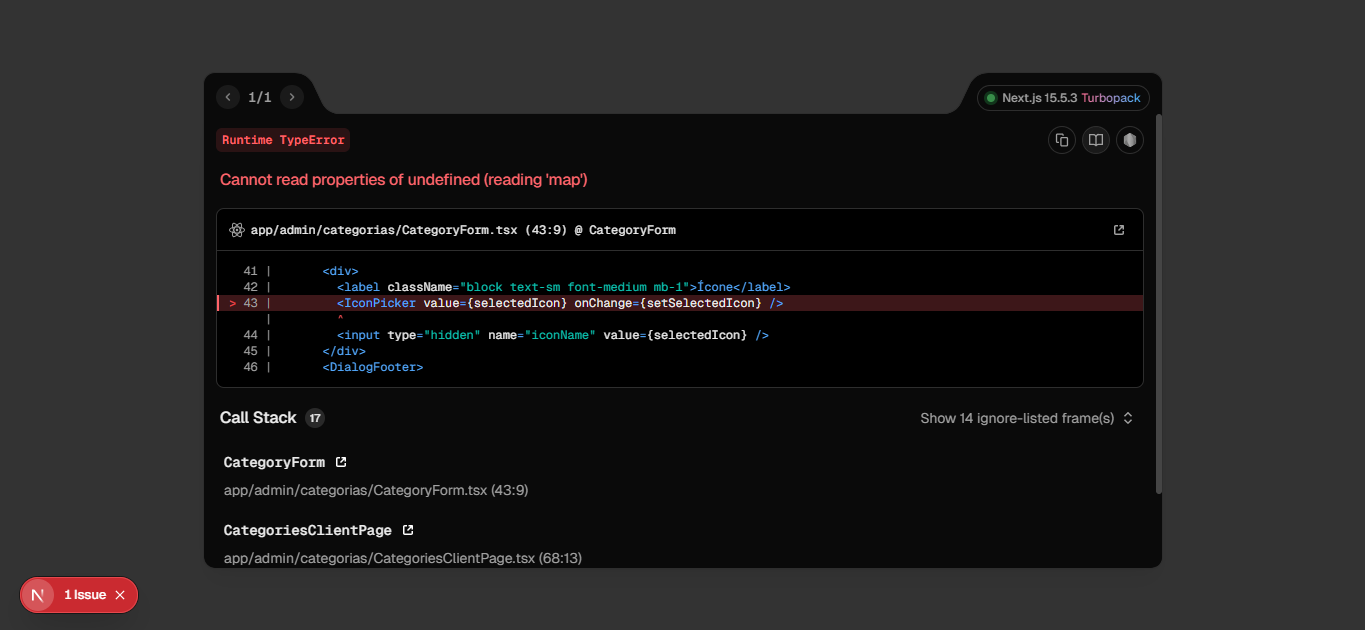 1/1
Next.js 15.5.3 Turbopack
Runtime TypeError
Cannot read properties of undefined (reading 'map')
app/admin/categorias/CategoryForm.tsx (43:9) @ CategoryForm
41 | <div>
42 | <label className="block text-sm font-medium mb-1">Ícone</label>
> 43 | <IconPicker value={selectedIcon} onChange={setSelectedIcon} />
| ^
44 | <input type="hidden" name="iconName" value={selectedIcon} />
45 | </div>
46 | <DialogFooter>
Call Stack 17
Show 14 ignore-listed frame(s)
CategoryForm
app/admin/categorias/CategoryForm.tsx (43:9)
CategoriesClientPage
app/admin/categorias/CategoriesClientPage.tsx (68:13)
N 1 Issue